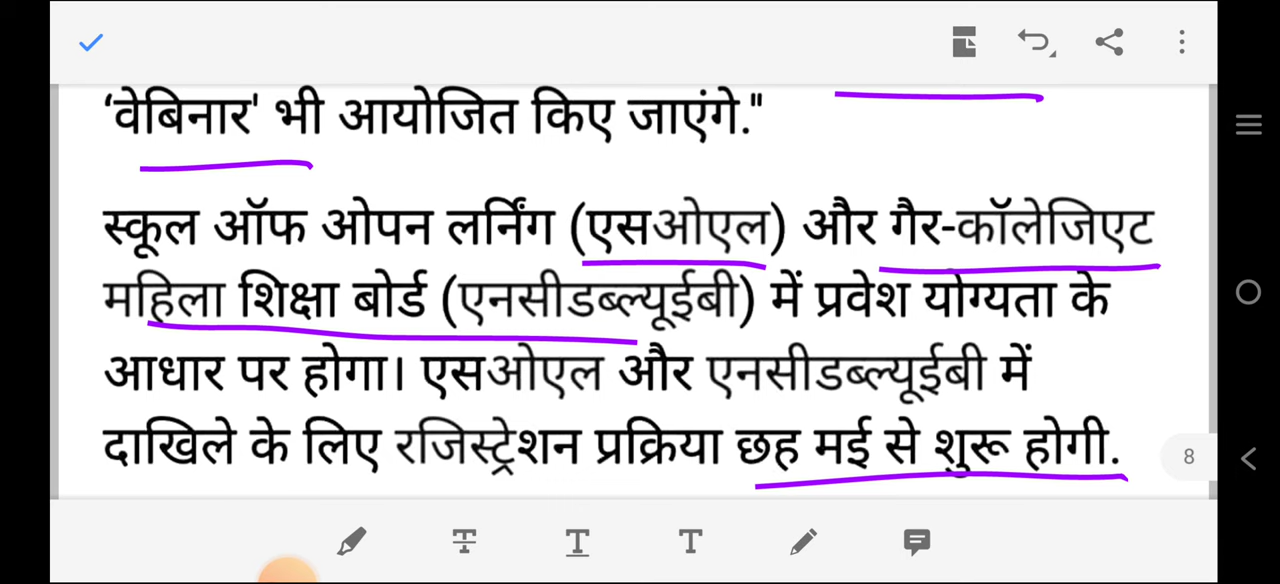 ‘वेबिनार' भी आयोजित किए जाएंगे."
स्कूल ऑफ ओपन लर्निंग (एसओएल) और गैर-कॉलेजिएट
महिला शिक्षा बोर्ड (एनसीडब्ल्यूईबी) में प्रवेश योग्यता के
आधार पर होगा। एसओएल और एनसीडब्ल्यूईबी में
दाखिले के लिए रजिस्ट्रेशन प्रक्रिया छह मई से शुरू होगी.
8